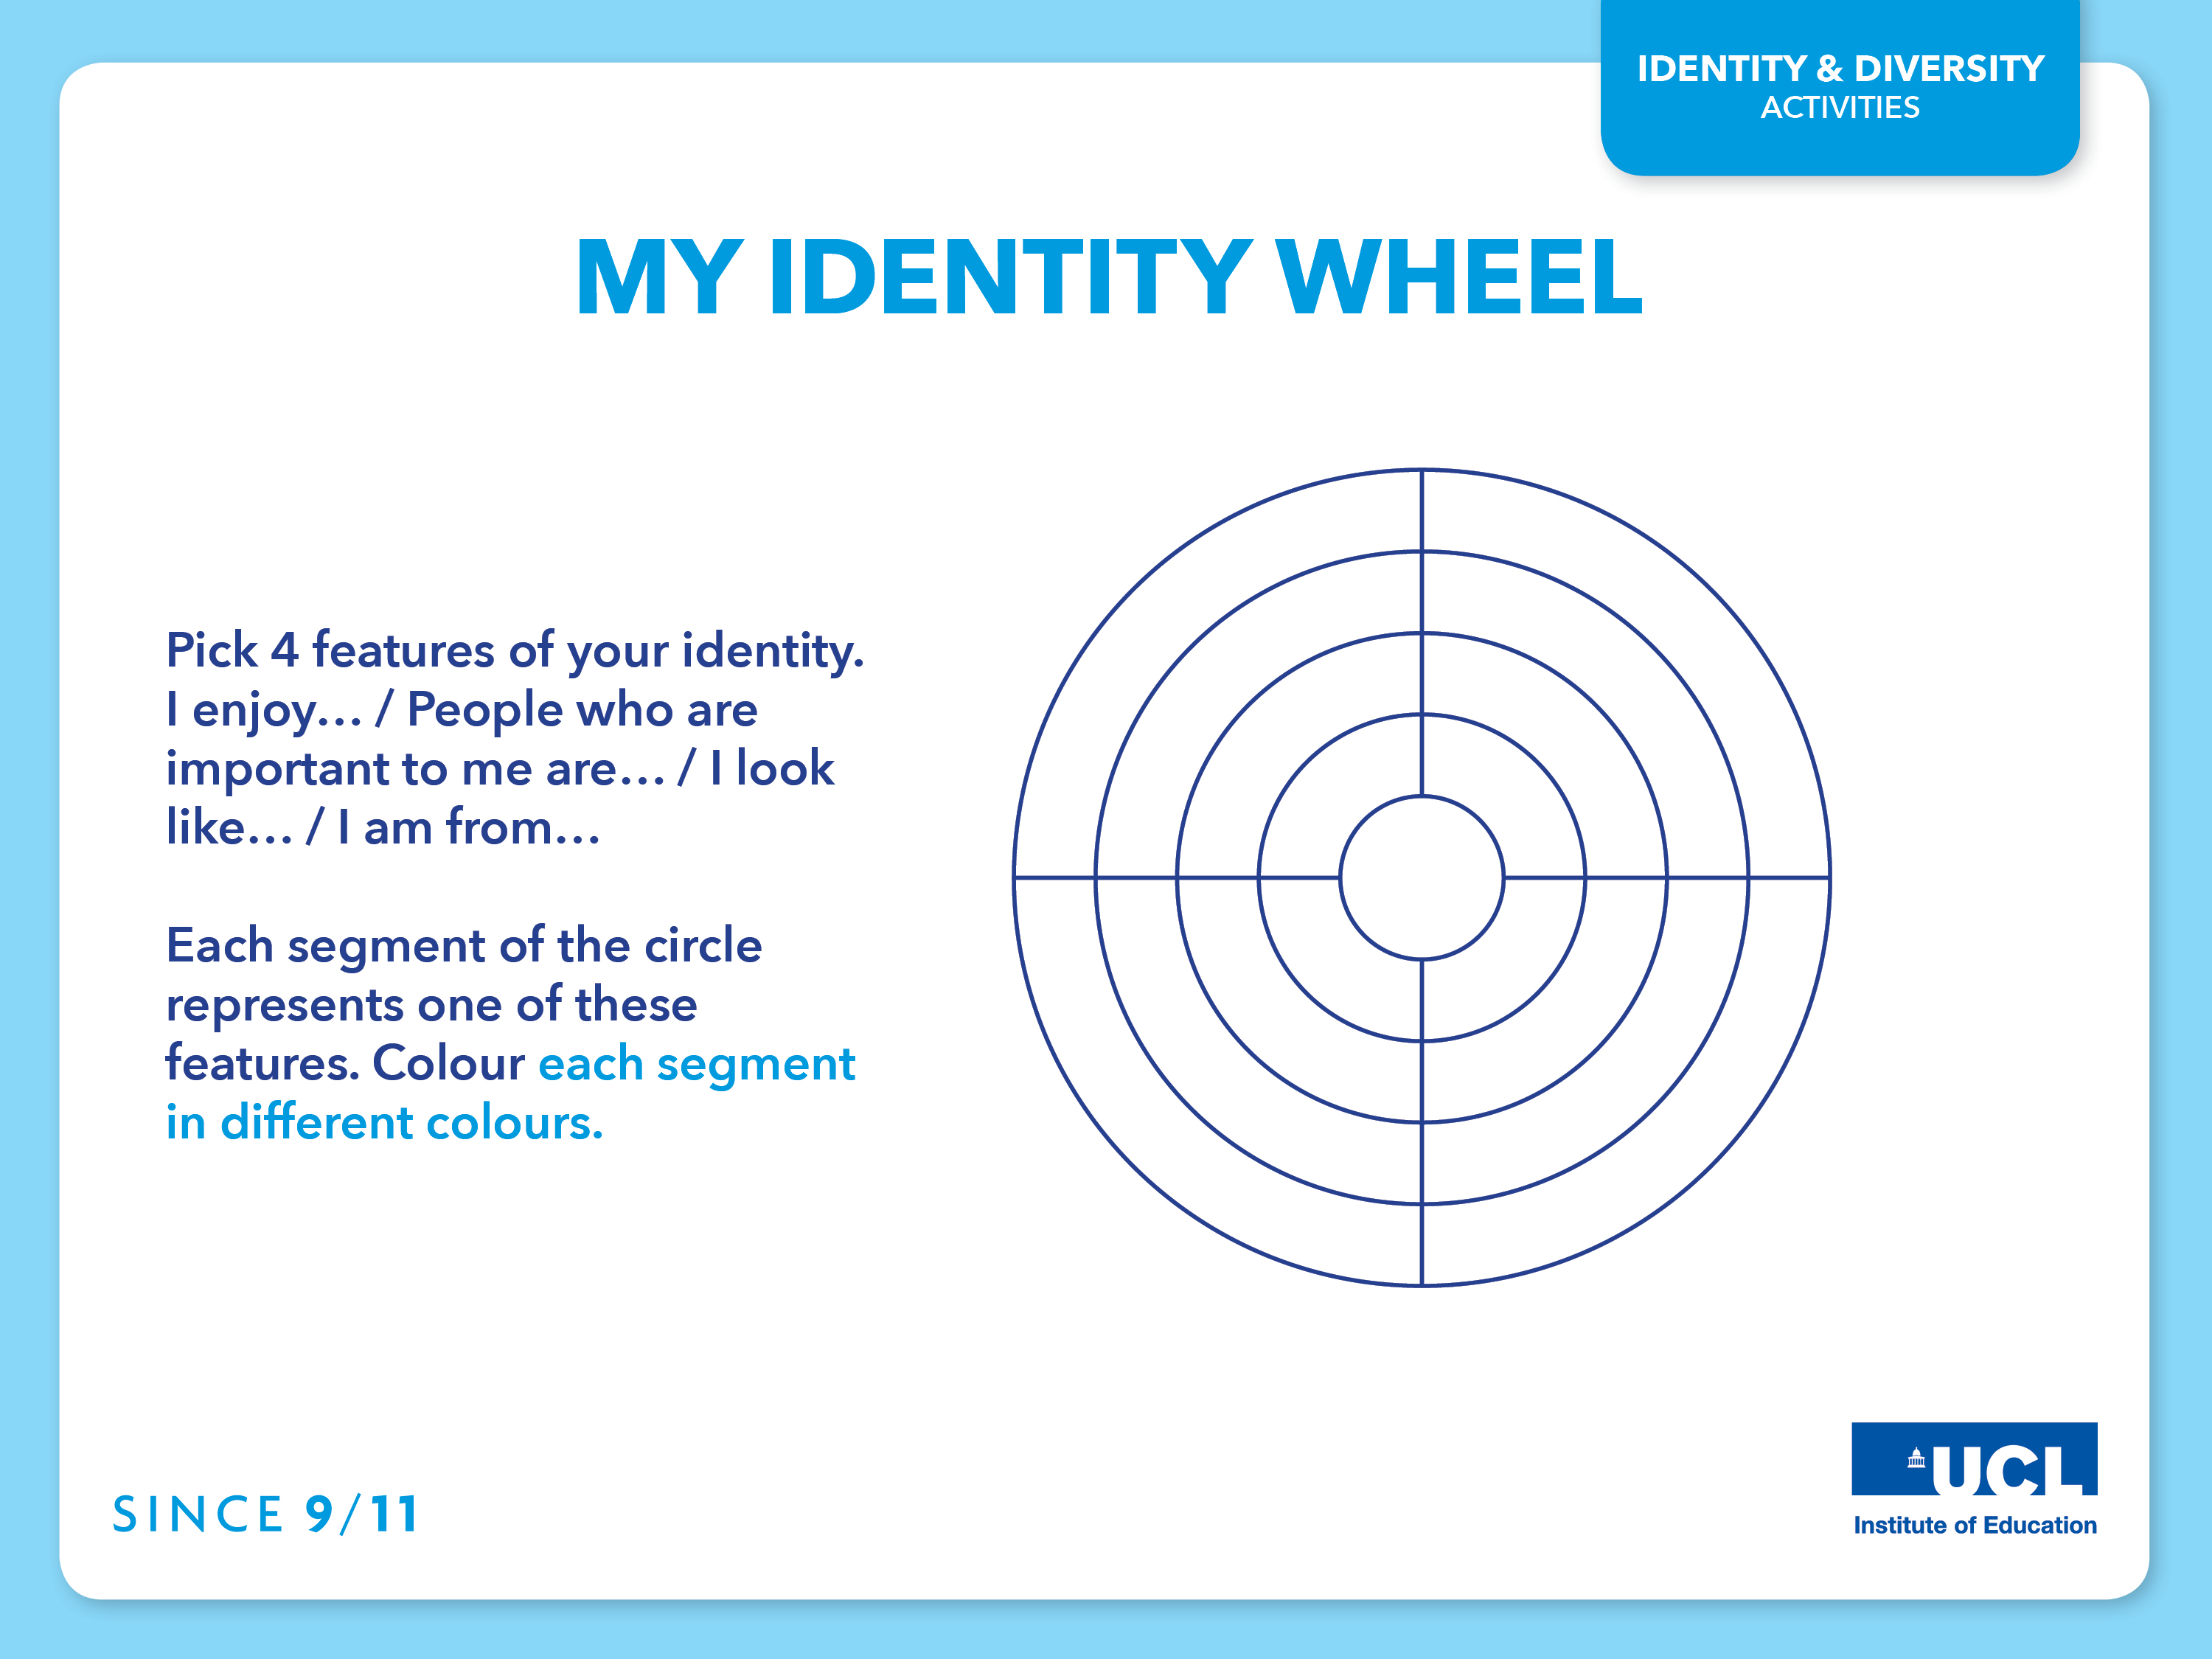 IDENTITY & DIVERSITY
ACTIVITIES
MY IDENTITY WHEEL
Pick 4 features of your identity.
I enjoy… / People who are
important to me are… / I look
like… / I am from…
Each segment of the circle
represents one of these
features. Colour each segment
in different colours.
SINCE 9/11
UCL
Institute of Education